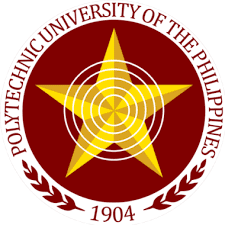 POLYTECHNIC UNIVERSITY OF THE PHILIPPINES
1904